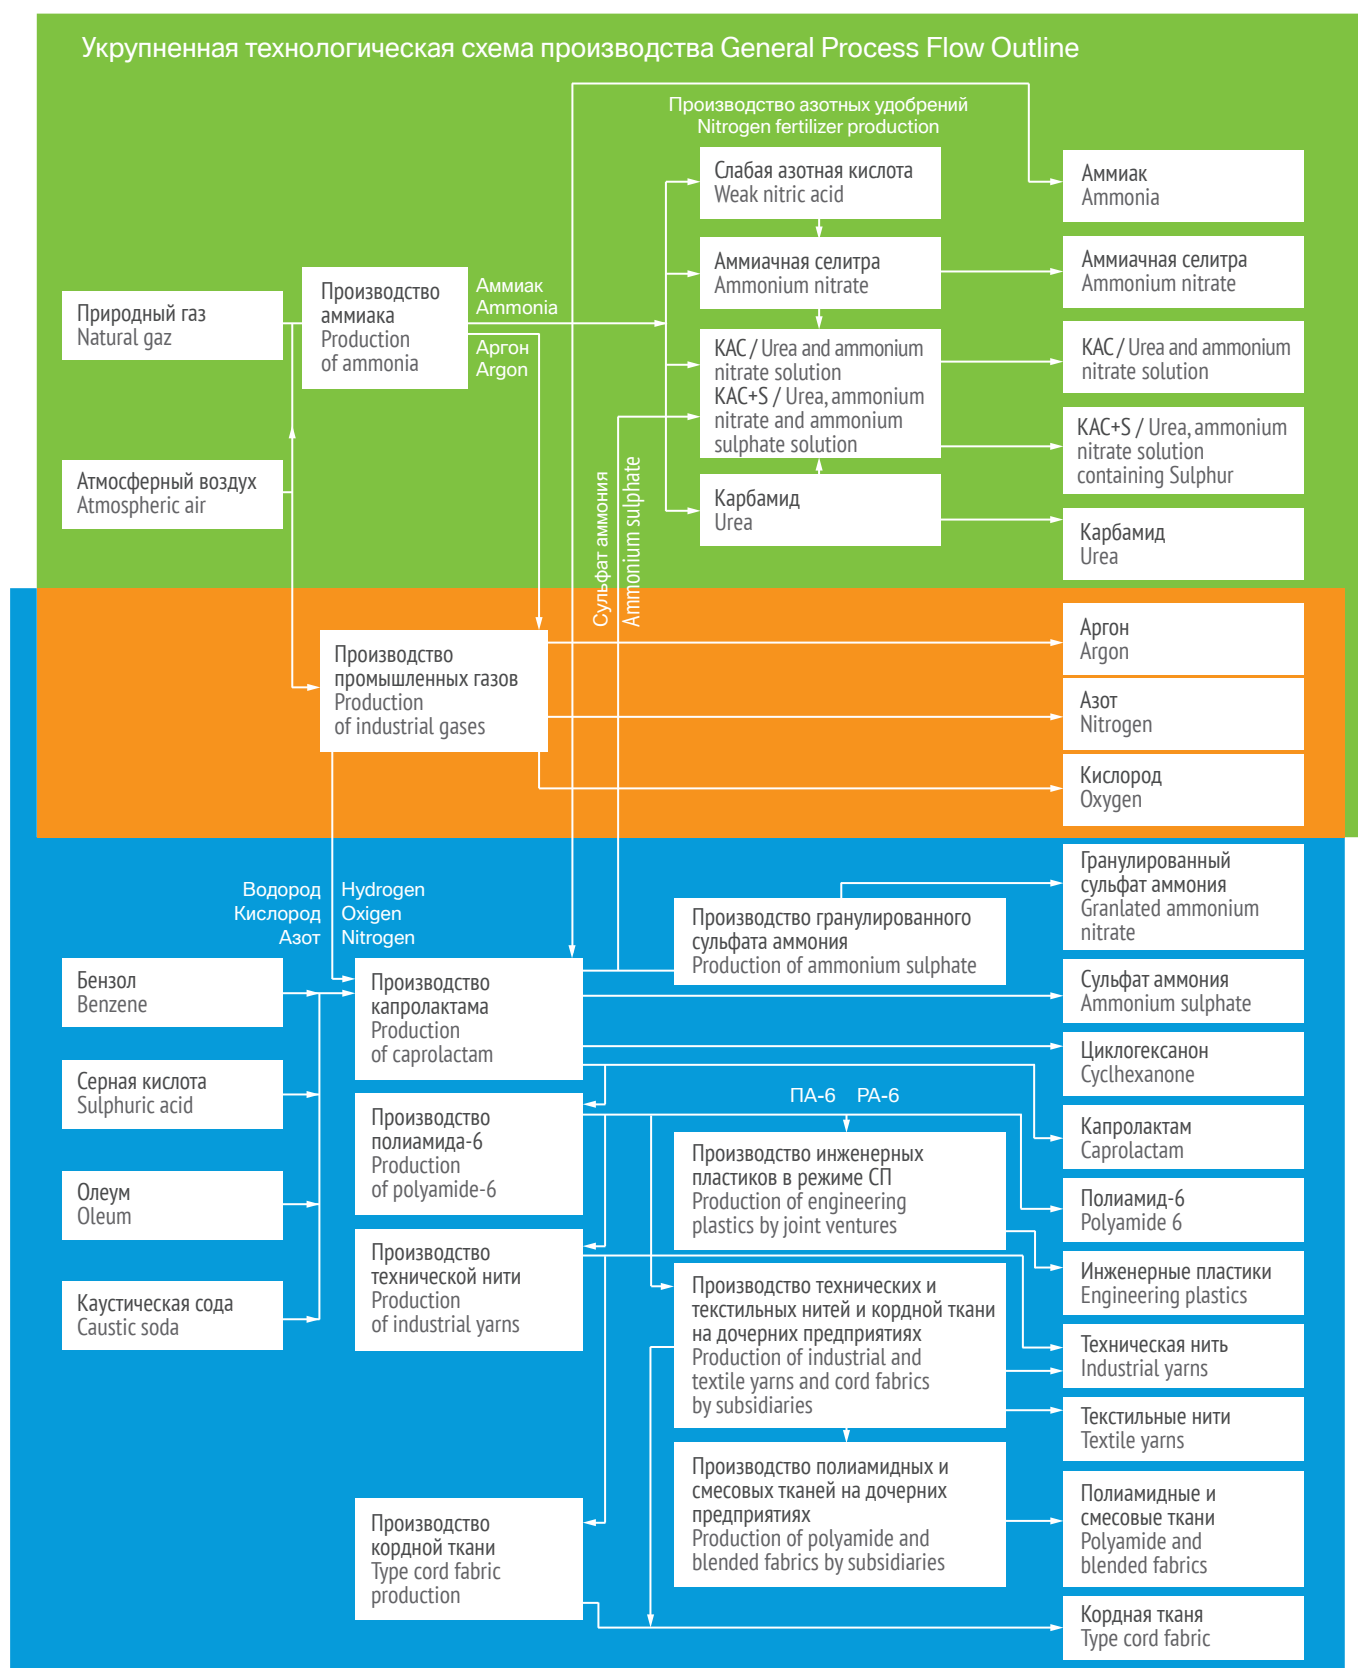 Укрупненная технологическая схема производства General Process Flow Outline
Производство азотных удобрений
Nitrogen fertilizer production
Слабая азотная кислота
Weak nitric acid
Аммиак
Ammonia
Аммиачная селитра
Ammonium nitrate
Аммиачная селитра
Ammonium nitrate
Природный газ
Natural gaz
Производство
аммиака
Production
of ammonia
Аммиак
Ammonia
Аргон
Argon
КАС / Urea and ammonium
nitrate solution
КАС+S / Urea, ammonium
nitrate and ammonium
sulphate solution
КАС / Urea and ammonium
nitrate solution
КАС+S / Urea, ammonium
nitrate solution
containing Sulphur
Атмосферный воздух
Atmospheric air
Сульфат аммония
Ammonium sulphate
Карбамид
Urea
Карбамид
Urea
Производство
промышленных газов
Production
of industrial gases
Аргон
Argon
Азот
Nitrogen
Кислород
Oxygen
Водород Hydrogen
Кислород Oxigen
Азот Nitrogen
Производство гранулированного
сульфата аммония
Production of ammonium sulphate
Гранулированный
сульфат аммония
Granlated ammonium
nitrate
Бензол
Benzene
Производство
капролактама
Production
of caprolactam
Сульфат аммония
Ammonium sulphate
Циклогексанон
Cyclhexanone
Серная кислота
Sulphuric acid
ПА-6 PA-6
Производство
полиамида-6
Production
of polyamide-6
Производство инженерных
пластиков в режиме СП
Production of engineering
plastics by joint ventures
Капролактам
Caprolactam
Олеум
Oleum
Полиамид-6
Polyamide 6
Производство
технической нити
Production
of industrial yarns
Инженерные пластики
Engineering plastics
Каустическая сода
Caustic soda
Производство технических и
текстильных нитей и кордной ткани
на дочерних предприятиях
Production of industrial and
textile yarns and cord fabrics
by subsidiaries
Техническая нить
Industrial yarns
Текстильные нити
Textile yarns
Производство полиамидных и
смесовых тканей на дочерних
предприятиях
Production of polyamide and
blended fabrics by subsidiaries
Полиамидные и
смесовые ткани
Polyamide and
blended fabrics
Производство
кордной ткани
Type cord fabric
production
Кордная тканя
Type cord fabric